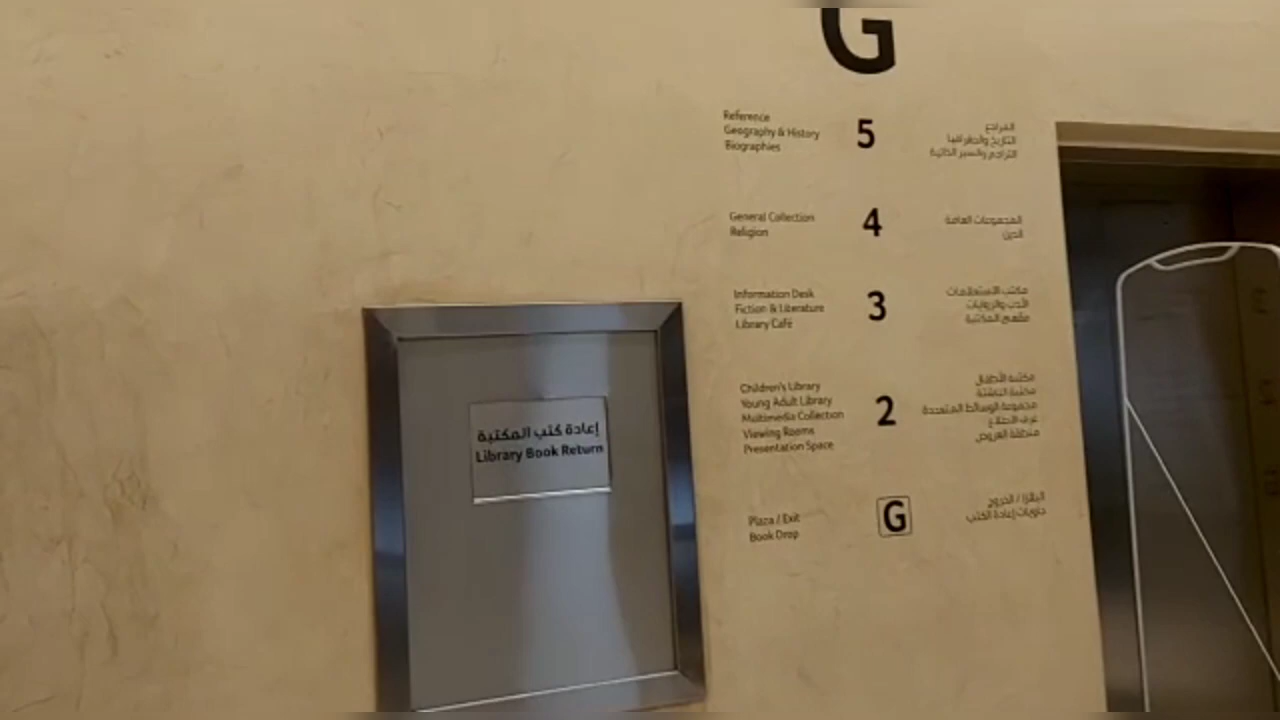 G
Reference
Geography & History
Biographies
5
المراجع
التاريخ والجغرافيا
التراجم والسير الذاتية
General Collection
Religion
4
المجموعات العامة
الدين
Information Desk
Fiction & Literature
Library Café
3
مكتب الاستعلامات
الأدب والروايات
مقهى المكتبة
Children's Library
Young Adult Library
Multimedia Collection
Viewing Rooms
Presentation Space
2
مكتبة الأطفال
مكتبة الناشئة
مجموعة الوسائط المتعددة
غرف الاطلاع
منطقة العروض
Plaza / Exit
Book Drop
G
البلازا / الخروج
حاويات إعادة الكتب
إعادة كتب المكتبة
Library Book Return